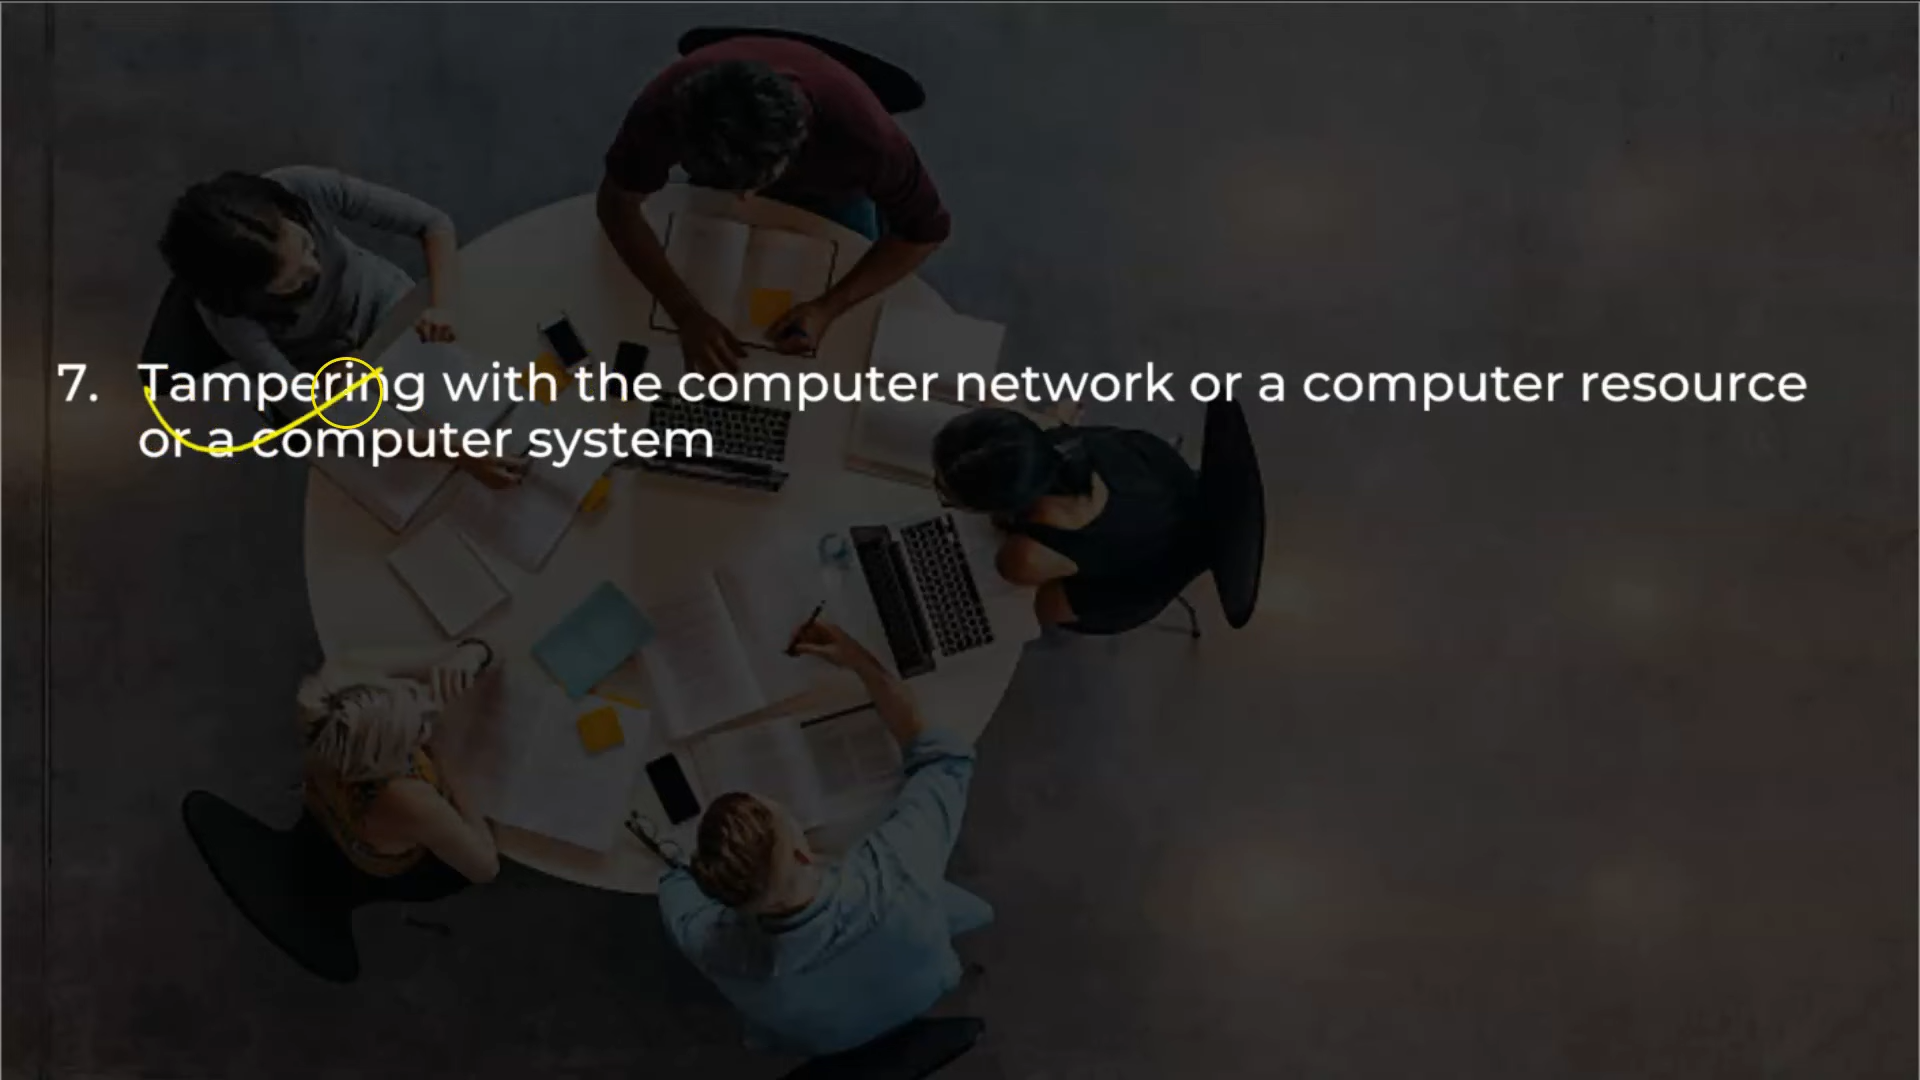 7. Tampering with the computer network or a computer resource
or a computer system